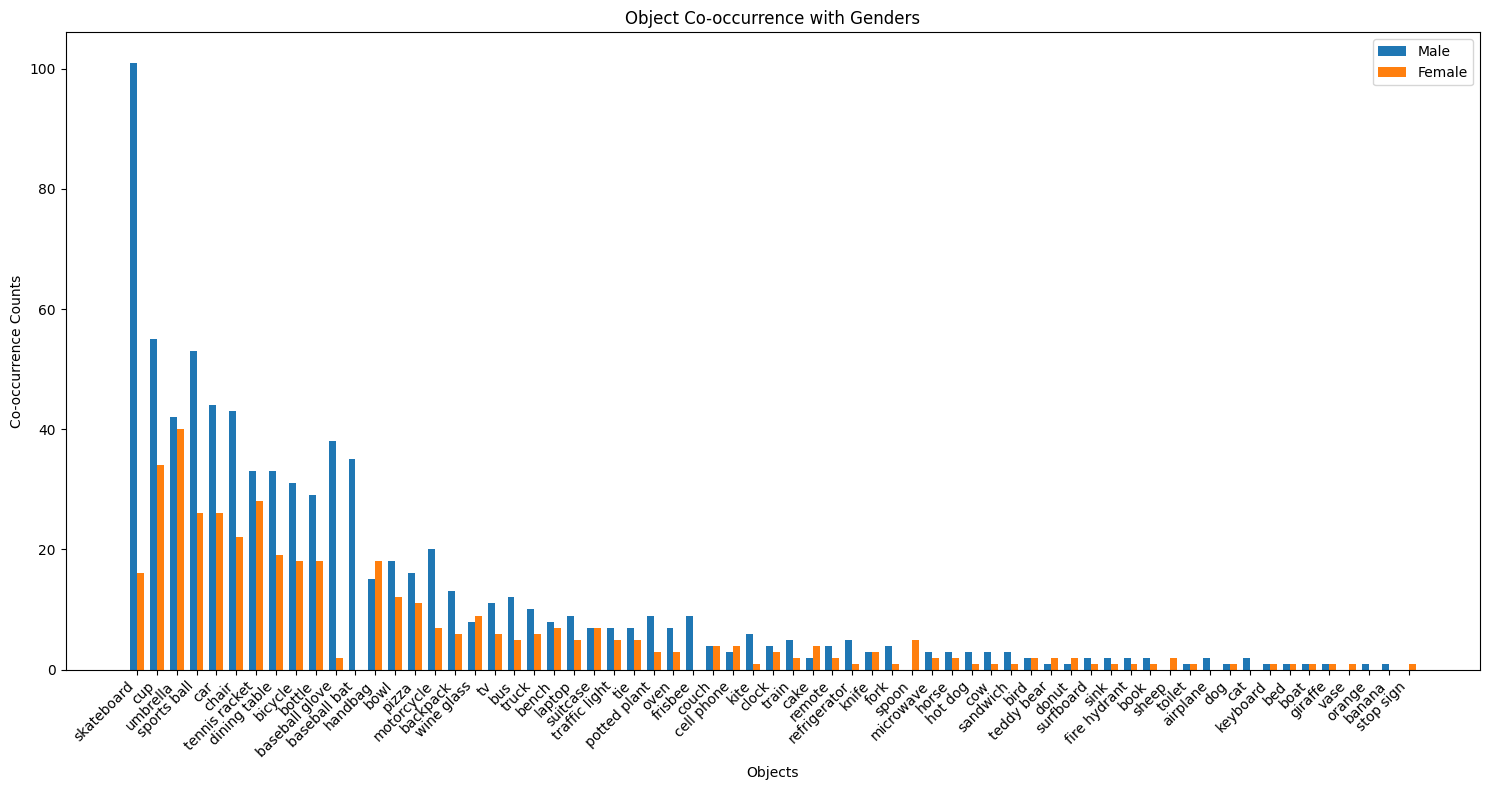 Object Co-occurrence with Genders
Male
Female
Co-occurrence Counts
100
80
60
40
20
0
skateboard
cup
umbrella
sports ball
car
chair
tennis racket
dining table
bicycle
bottle
baseball glove
baseball bat
handbag
bowl
pizza
motorcycle
backpack
wine glass
tv
bus
truck
bench
laptop
suitcase
traffic light
tie
potted plant
oven
frisbee
couch
cell phone
kite
clock
train
cake
remote
refrigerator
knife
fork
spoon
microwave
horse
hot dog
cow
sandwich
bird
teddy bear
donut
surfboard
sink
fire hydrant
book
sheep
toilet
airplane
dog
cat
keyboard
bed
boat
giraffe
vase
orange
banana
stop sign
Objects